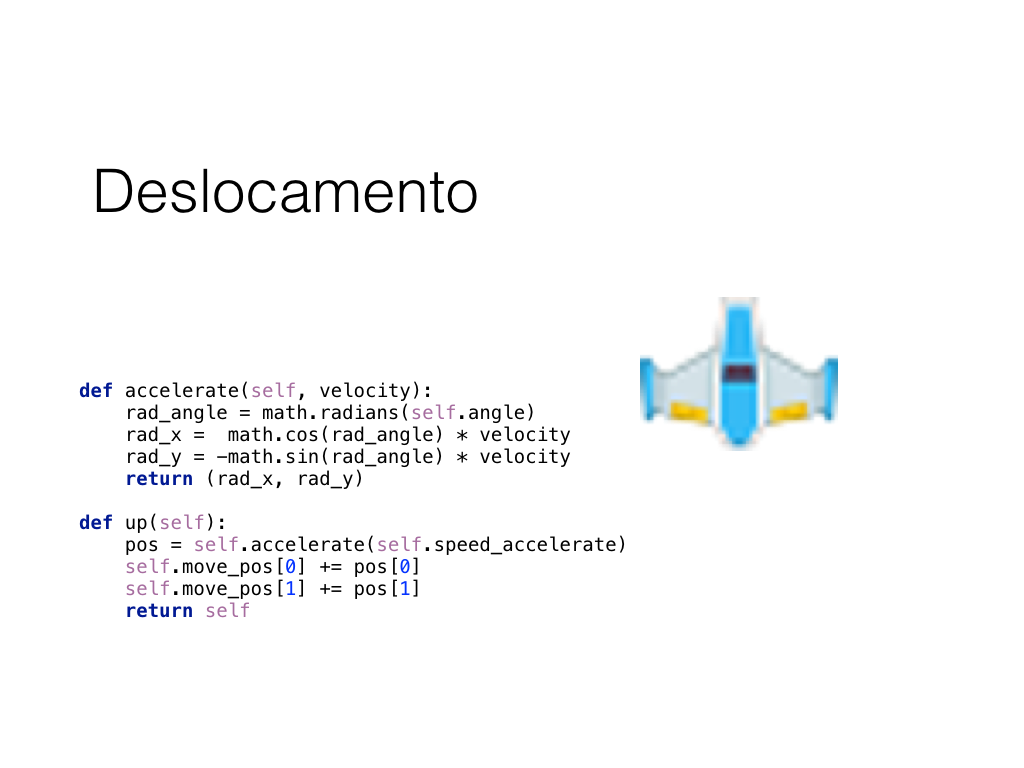 Deslocamento
def accelerate(self, velocity):
    rad_angle = math.radians(self.angle)
    rad_x =  math.cos(rad_angle) * velocity
    rad_y = -math.sin(rad_angle) * velocity
    return (rad_x, rad_y)

def up(self):
    pos = self.accelerate(self.speed_accelerate)
    self.move_pos[0] += pos[0]
    self.move_pos[1] += pos[1]
    return self